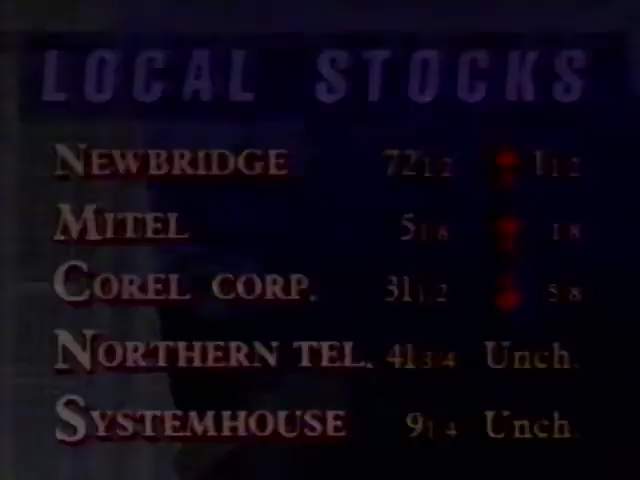 LOCAL STOCKS
NEWBRIDGE 72 1/2 1 1/2
MITEL 5 1/8 1/8
COREL CORP. 31 1/2 5/8
NORTHERN TEL. 41 3/4 Unch.
SYSTEMHOUSE 9 1/4 Unch.